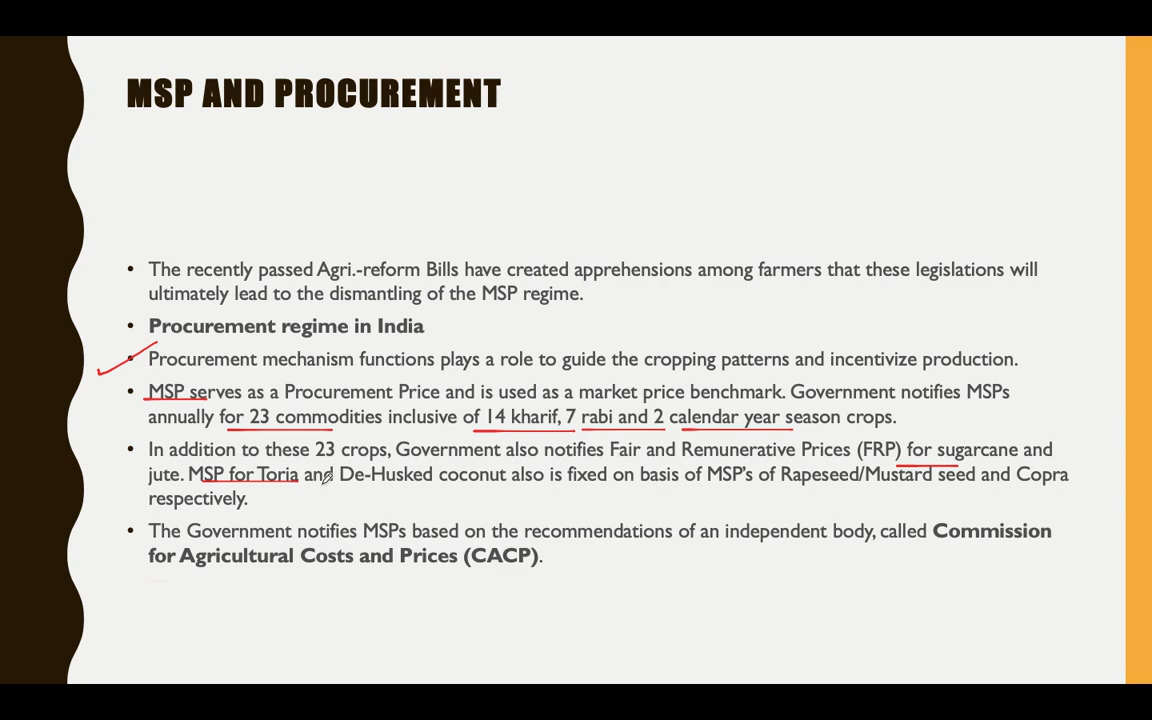 MSP AND PROCUREMENT
• The recently passed Agri.-reform Bills have created apprehensions among farmers that these legislations will
ultimately lead to the dismantling of the MSP regime.
• Procurement regime in India
• Procurement mechanism functions plays a role to guide the cropping patterns and incentivize production.
• MSP serves as a Procurement Price and is used as a market price benchmark. Government notifies MSPs
annually for 23 commodities inclusive of 14 kharif, 7 rabi and 2 calendar year season crops.
• In addition to these 23 crops, Government also notifies Fair and Remunerative Prices (FRP) for sugarcane and
jute. MSP for Toria and De-Husked coconut also is fixed on basis of MSP's of Rapeseed/Mustard seed and Copra
respectively.
• The Government notifies MSPs based on the recommendations of an independent body, called Commission
for Agricultural Costs and Prices (CACP).